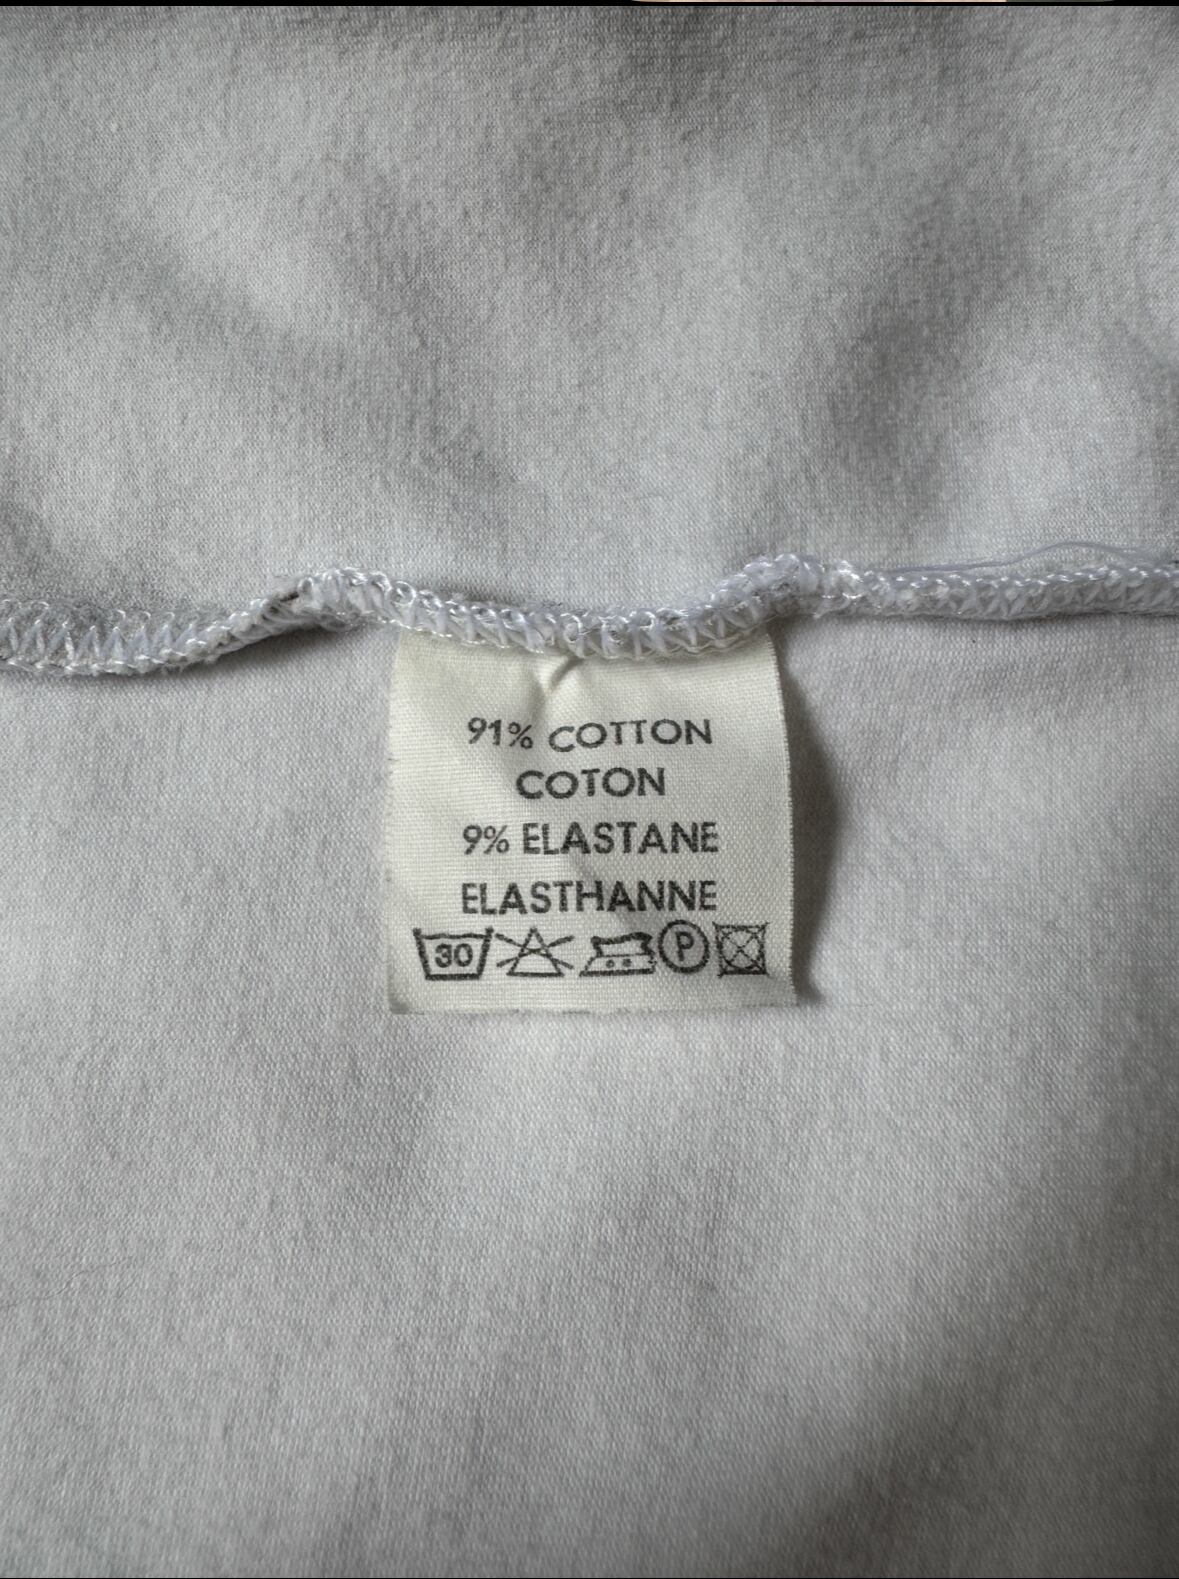 91% COTTON
COTON
9% ELASTANE
ELASTHANNE
30 P